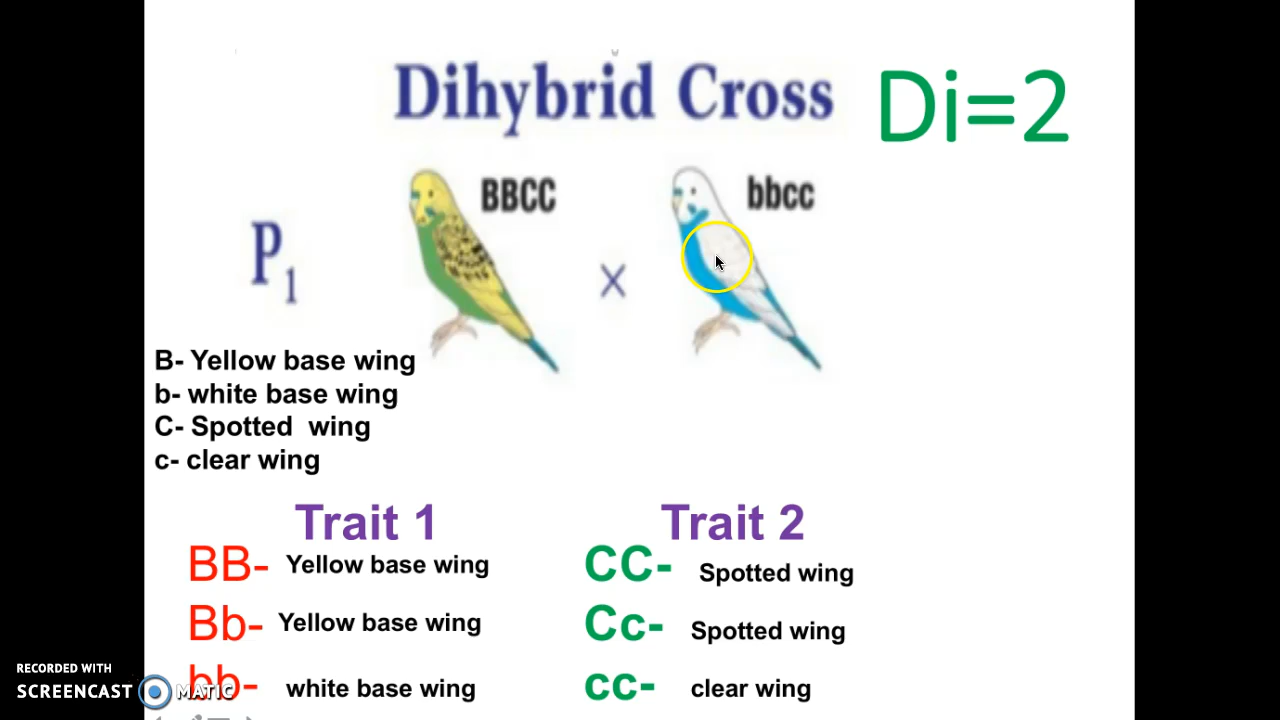 Dihybrid Cross
Di=2
BBCC
bbcc
P1
×
B- Yellow base wing
b- white base wing
C- Spotted wing
c- clear wing
Trait 1
Trait 2
BB- Yellow base wing
CC- Spotted wing
Bb- Yellow base wing
Cc- Spotted wing
bb- white base wing
cc- clear wing
RECORDED WITH
SCREENCAST MATIC